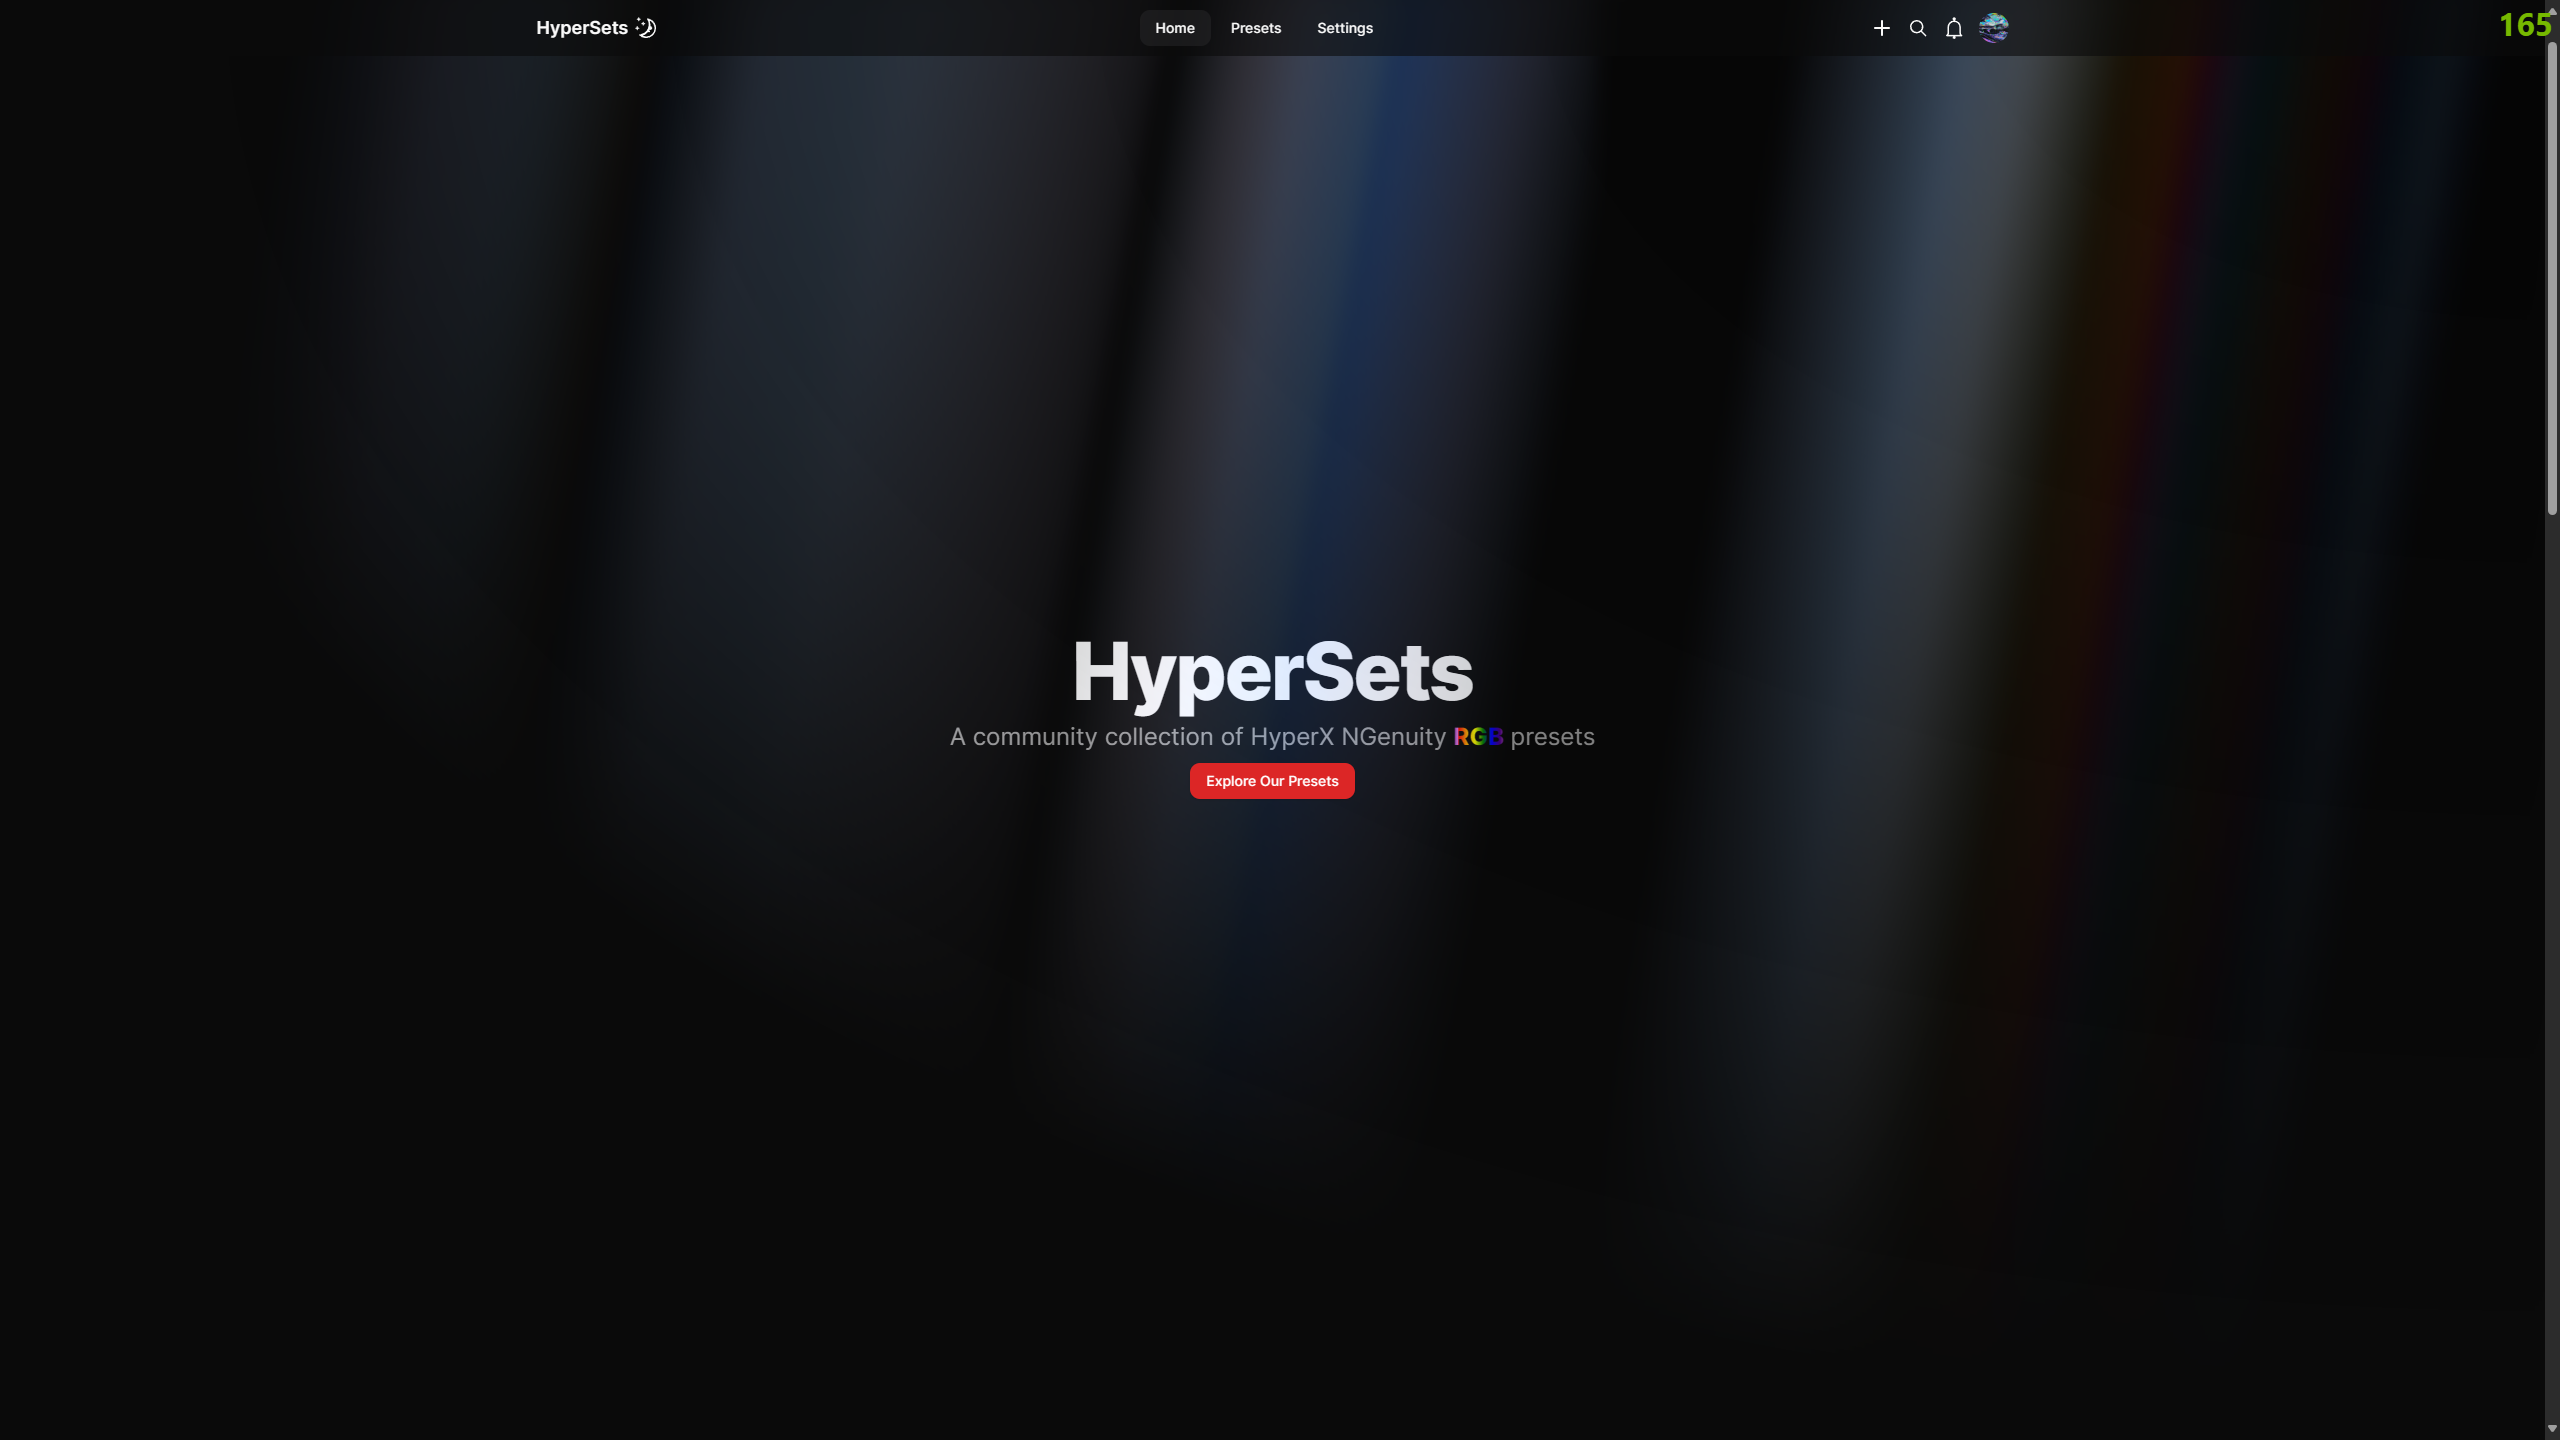 HyperSets
Home Presets Settings
165
HyperSets
A community collection of HyperX NGenuity RGB presets
Explore Our Presets